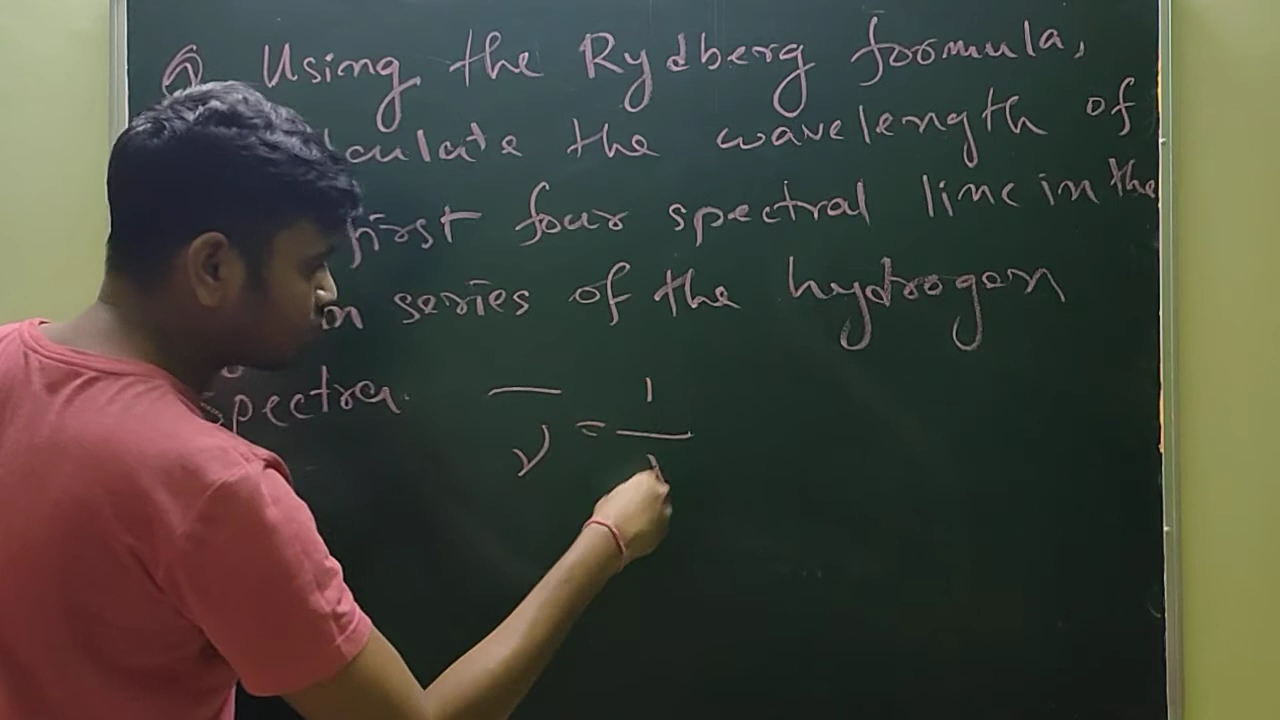 Q Using the Rydberg formula,
the wavelength of
first four spectral line in the
series of the hydrogen
spectra.
ν̅ = 1